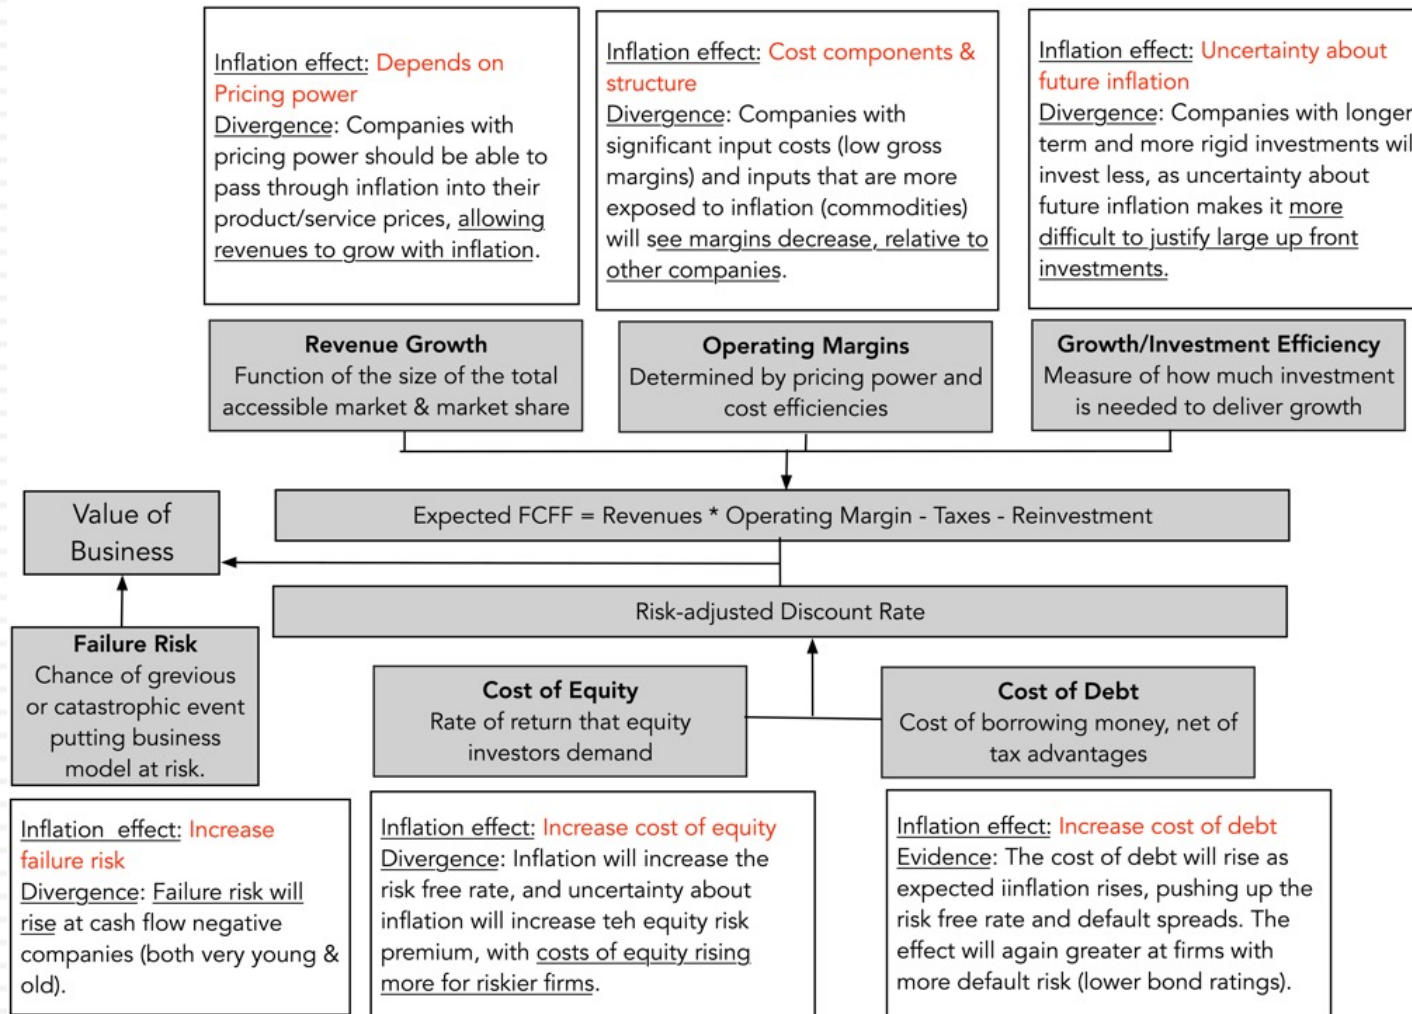 Inflation effect: Depends on
Pricing power
Divergence: Companies with
pricing power should be able to
pass through inflation into their
product/service prices, allowing
revenues to grow with inflation.
Inflation effect: Cost components &
structure
Divergence: Companies with
significant input costs (low gross
margins) and inputs that are more
exposed to inflation (commodities)
will see margins decrease, relative to
other companies.
Inflation effect: Uncertainty about
future inflation
Divergence: Companies with longer
term and more rigid investments wil
invest less, as uncertainty about
future inflation makes it more
difficult to justify large up front
investments.
Revenue Growth
Function of the size of the total
accessible market & market share
Operating Margins
Determined by pricing power and
cost efficiencies
Growth/Investment Efficiency
Measure of how much investment
is needed to deliver growth
Value of
Business
Expected FCFF = Revenues * Operating Margin - Taxes - Reinvestment
Risk-adjusted Discount Rate
Failure Risk
Chance of grevious
or catastrophic event
putting business
model at risk.
Cost of Equity
Rate of return that equity
investors demand
Cost of Debt
Cost of borrowing money, net of
tax advantages
Inflation effect: Increase
failure risk
Divergence: Failure risk will
rise at cash flow negative
companies (both very young &
old).
Inflation effect: Increase cost of equity
Divergence: Inflation will increase the
risk free rate, and uncertainty about
inflation will increase teh equity risk
premium, with costs of equity rising
more for riskier firms.
Inflation effect: Increase cost of debt
Evidence: The cost of debt will rise as
expected iinflation rises, pushing up the
risk free rate and default spreads. The
effect will again greater at firms with
more default risk (lower bond ratings).